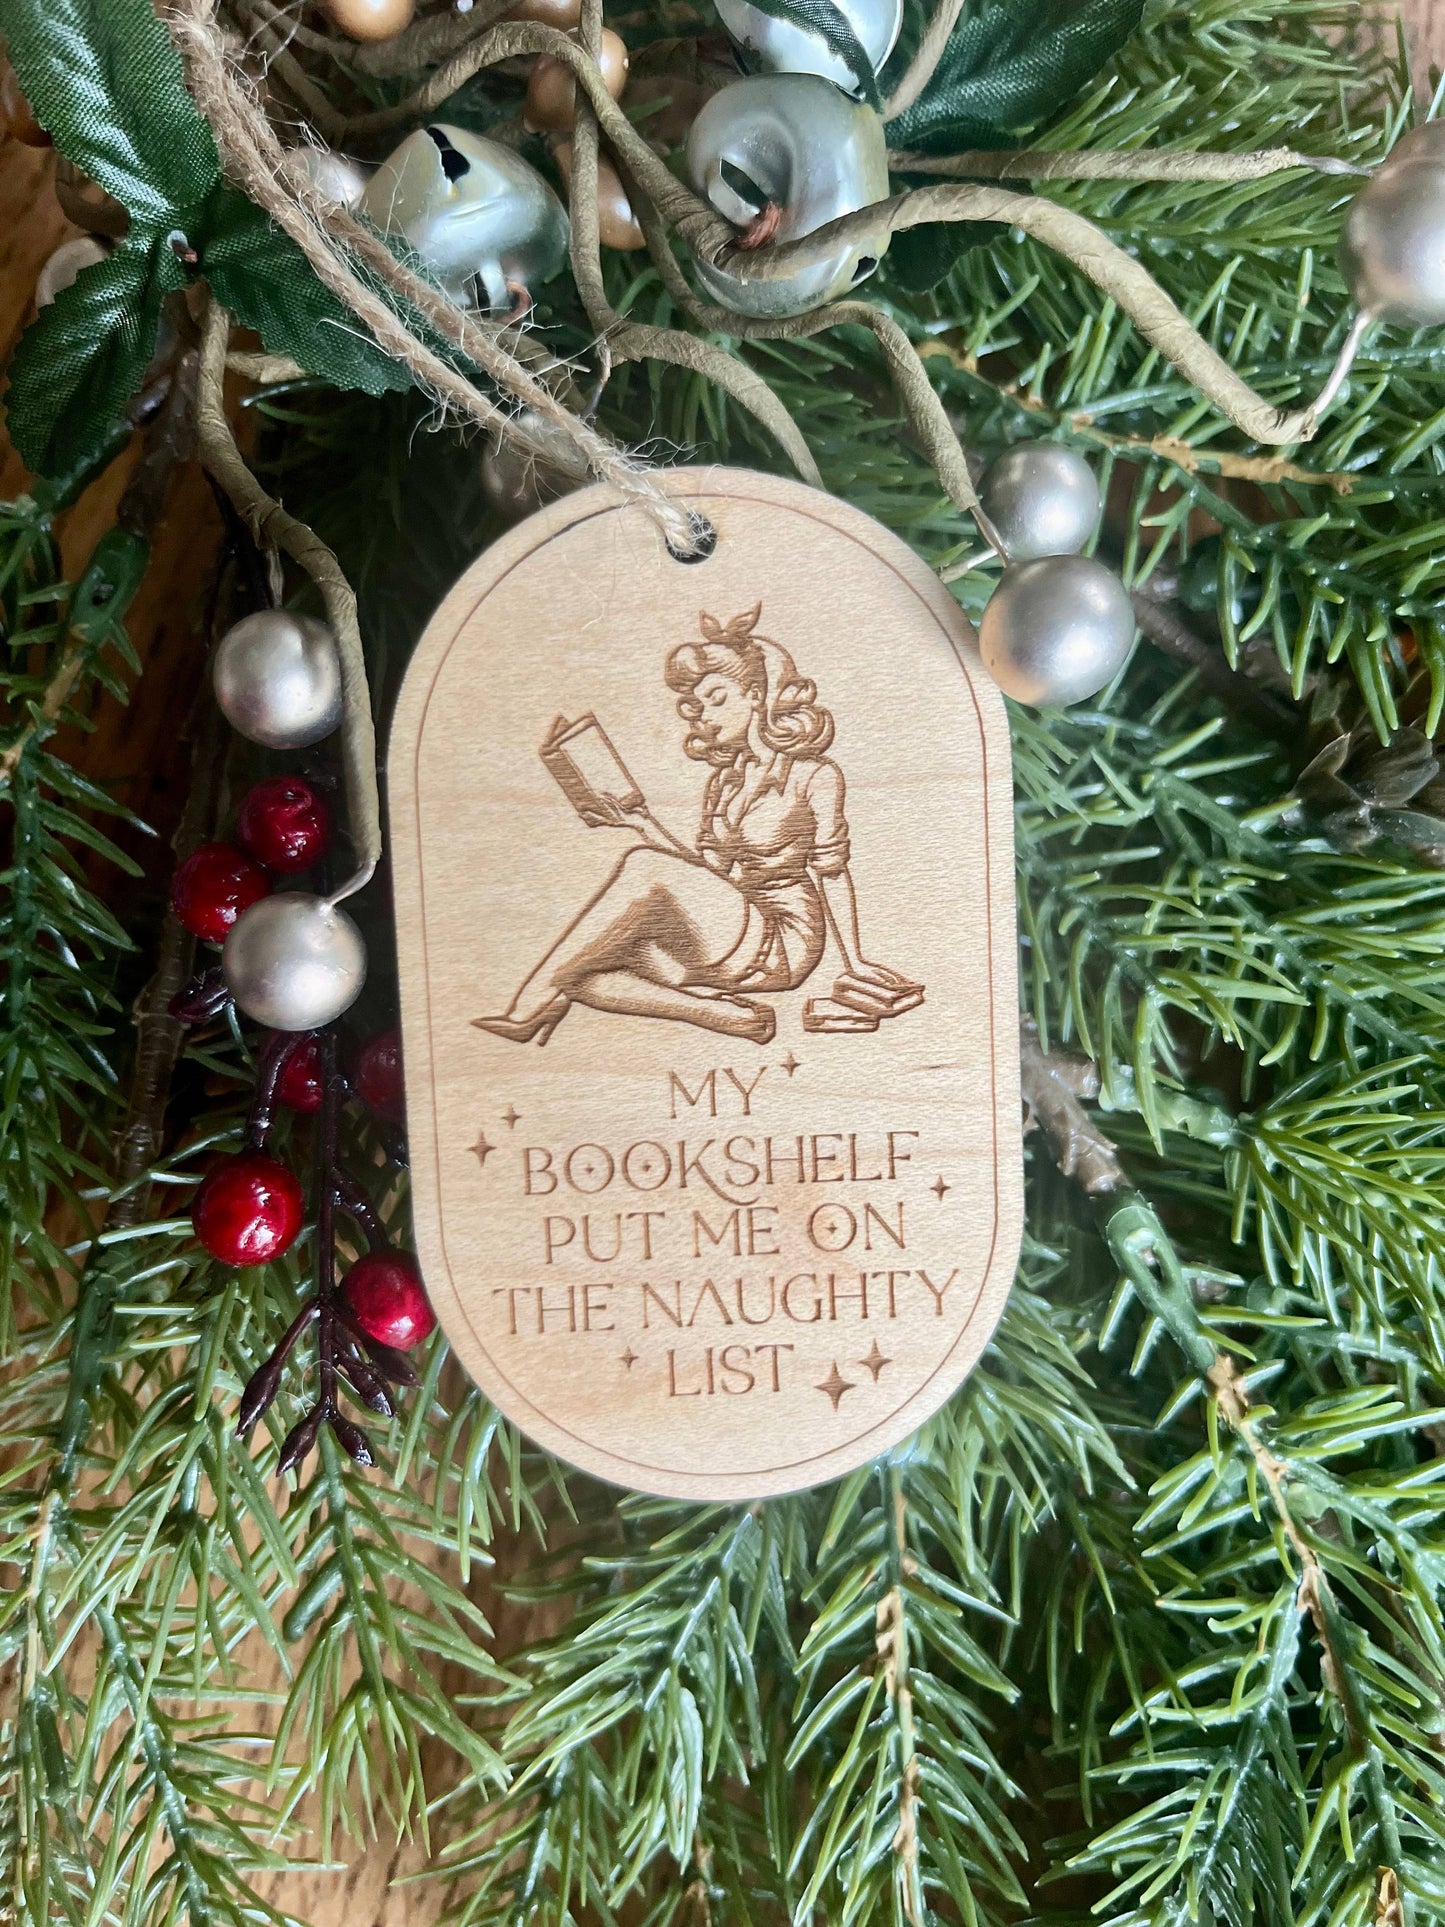 MY
BOOKSHELF
PUT ME ON
THE NAUGHTY
LIST